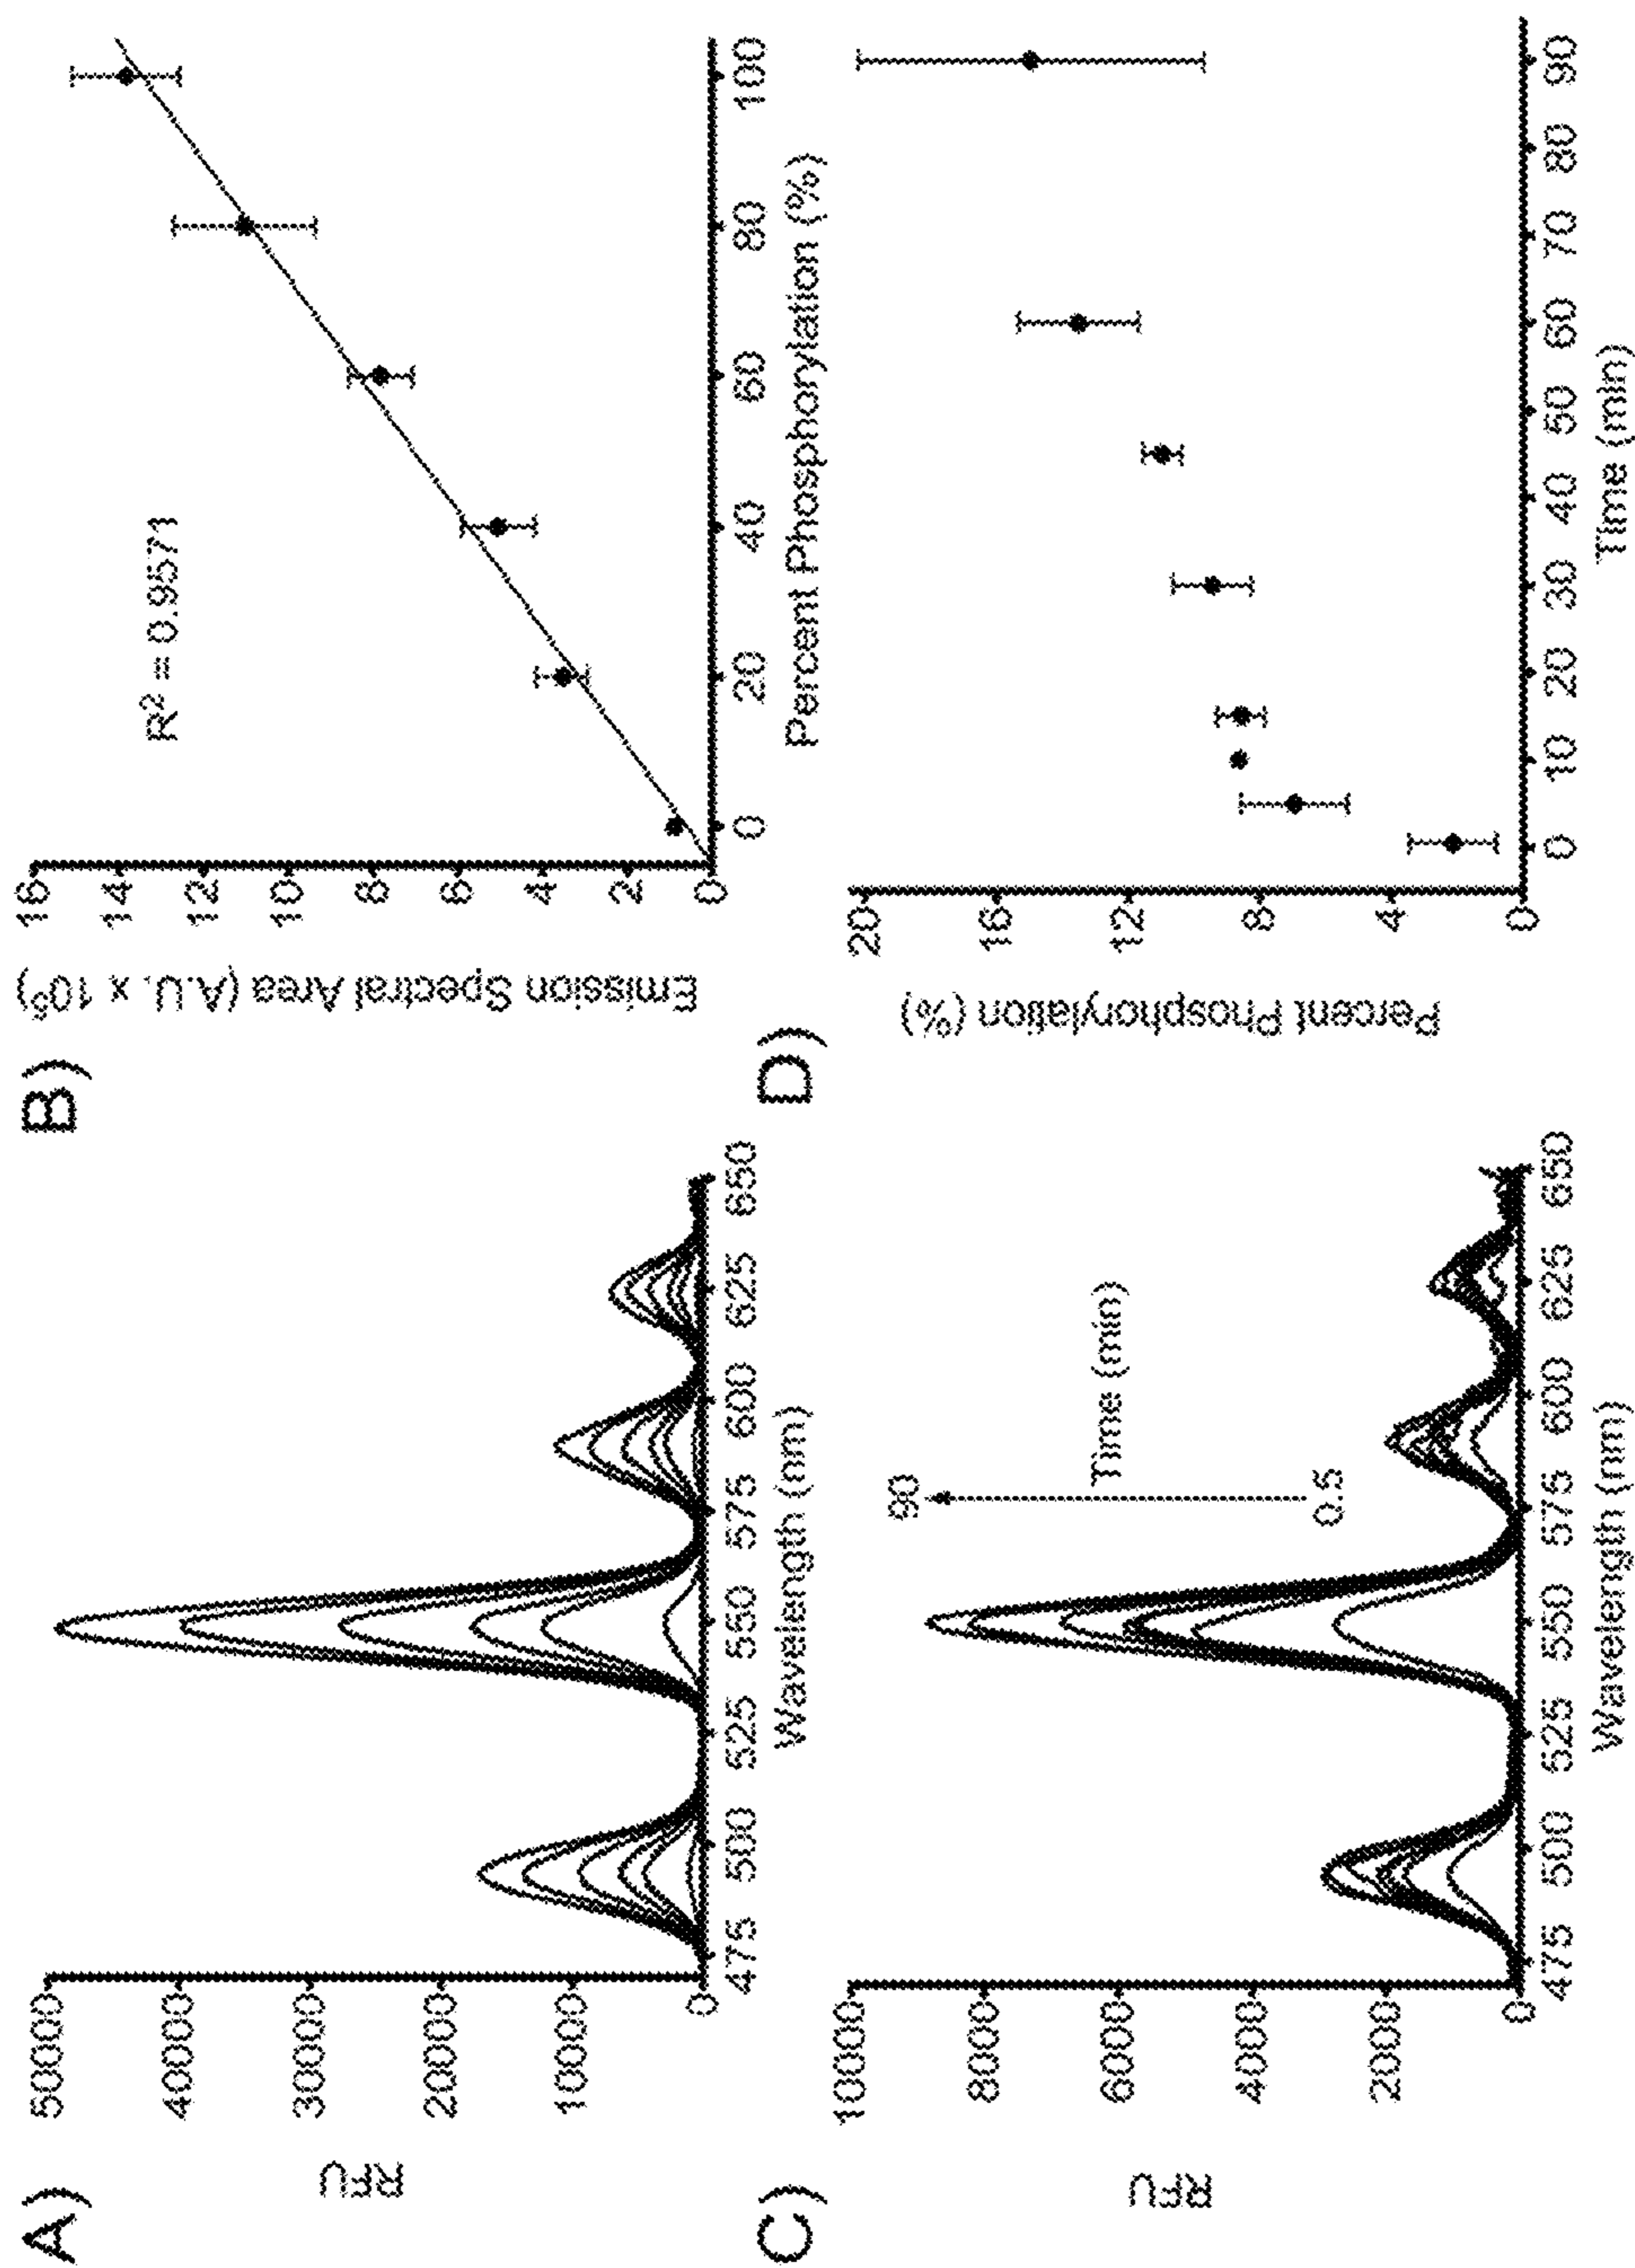 A)
50000
40000
30000
20000
10000
0
RFU
475 500 525 550 575 600 625 650
Wavelength (nm)
B)
16
14
12
10
8
6
4
2
0
Emission Spectral Area (A.U. x 10⁵)
R² = 0.9571
0 20 40 60 80 100
Percent Phosphorylation (%)
C)
10000
8000
6000
4000
2000
0
RFU
90
Time (min)
0.5
475 500 525 550 575 600 625 650
Wavelength (nm)
D)
20
16
12
8
4
0
Percent Phosphorylation (%)
0 10 20 30 40 50 60 70 80 90
Time (min)